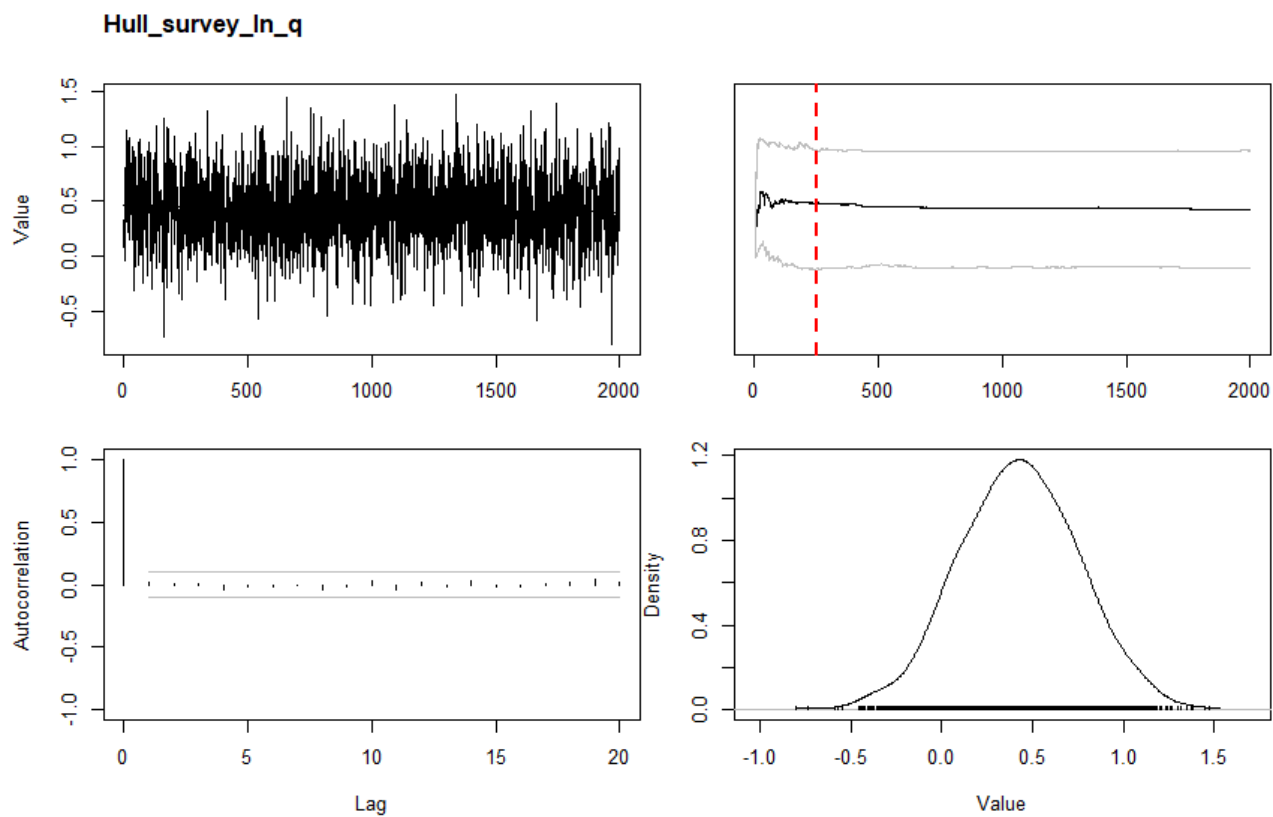 Hull_survey_ln_q
Value
-0.5 0.0 0.5 1.0 1.5
0 500 1000 1500 2000
0 500 1000 1500 2000
Autocorrelation
-1.0 -0.5 0.0 0.5 1.0
0 5 10 15 20
Lag
Density
0.0 0.4 0.8 1.2
-1.0 -0.5 0.0 0.5 1.0 1.5
Value